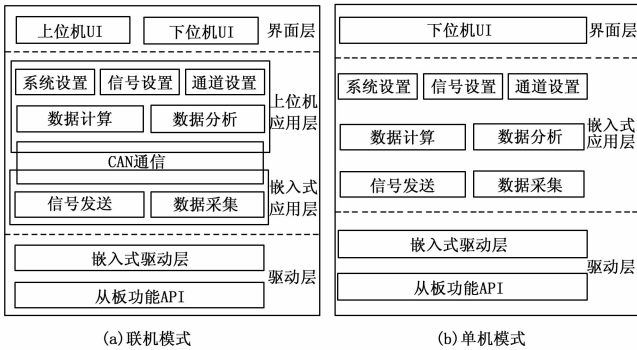 上位机UI 下位机UI 界面层
系统设置 信号设置 通道设置
数据计算 数据分析
上位机
应用层
CAN通信
信号发送 数据采集
嵌入式
应用层
嵌入式驱动层
从板功能API
驱动层
(a)联机模式
下位机UI 界面层
系统设置 信号设置 通道设置
数据计算 数据分析
嵌入式
应用层
信号发送 数据采集
嵌入式驱动层
从板功能API
驱动层
(b)单机模式